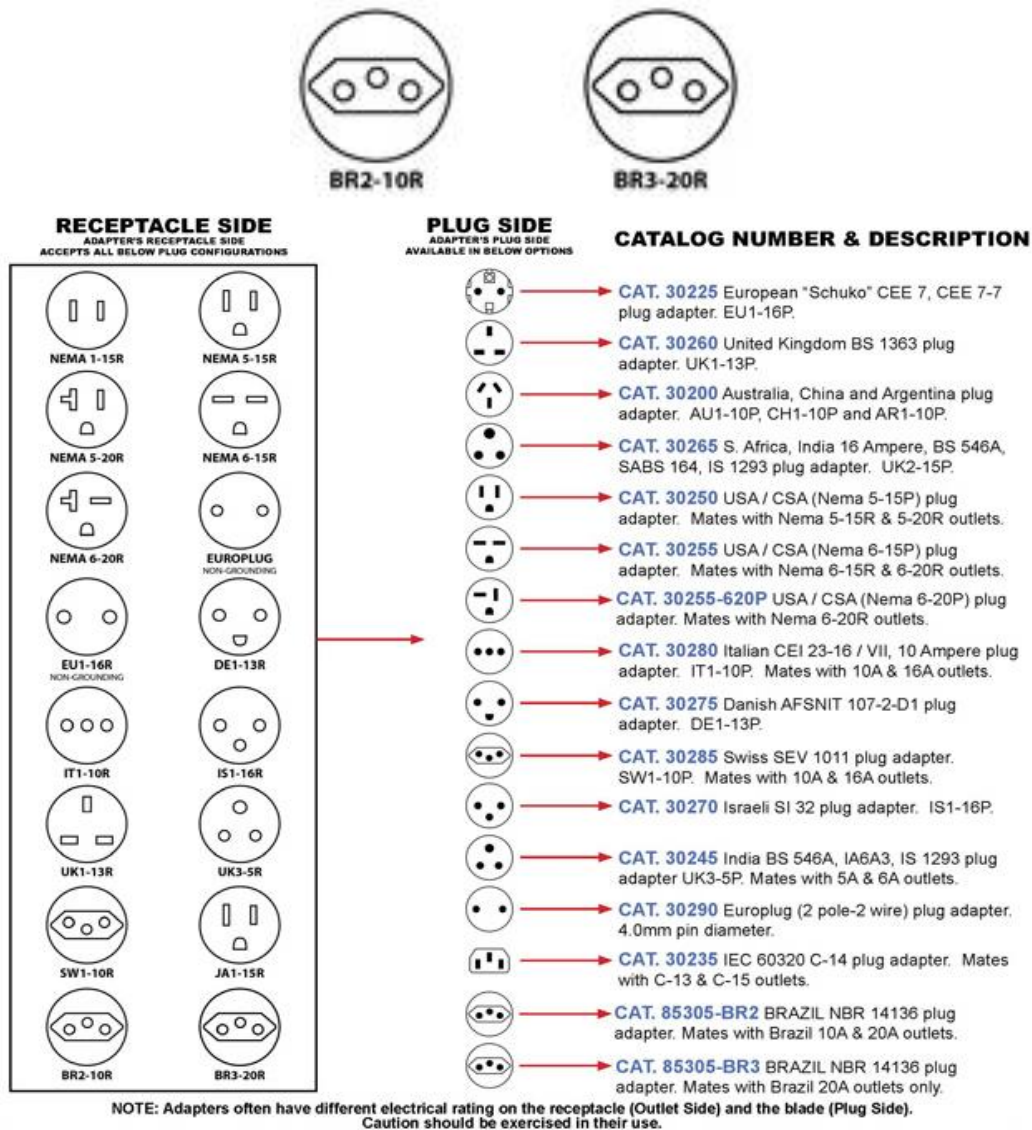 BR2-10R
BR3-20R
RECEPTACLE SIDE
ADAPTER'S RECEPTACLE SIDE
ACCEPTS ALL BELOW PLUG CONFIGURATIONS
NEMA 1-15R
NEMA 5-15R
NEMA 5-20R
NEMA 6-15R
NEMA 6-20R
EUROPLUG
NON-GROUNDING
EU1-16R
NON-GROUNDING
DE1-13R
IT1-10R
IS1-16R
UK1-13R
UK3-5R
SW1-10R
JA1-15R
BR2-10R
BR3-20R
PLUG SIDE
ADAPTER'S PLUG SIDE
AVAILABLE IN BELOW OPTIONS
CATALOG NUMBER & DESCRIPTION
CAT. 30225 European "Schuko" CEE 7, CEE 7-7
plug adapter. EU1-16P.
CAT. 30260 United Kingdom BS 1363 plug
adapter. UK1-13P.
CAT. 30200 Australia, China and Argentina plug
adapter. AU1-10P, CH1-10P and AR1-10P.
CAT. 30265 S. Africa, India 16 Ampere, BS 546A,
SABS 164, IS 1293 plug adapter. UK2-15P.
CAT. 30250 USA / CSA (Nema 5-15P) plug
adapter. Mates with Nema 5-15R & 5-20R outlets.
CAT. 30255 USA / CSA (Nema 6-15P) plug
adapter. Mates with Nema 6-15R & 6-20R outlets.
CAT. 30255-620P USA / CSA (Nema 6-20P) plug
adapter. Mates with Nema 6-20R outlets.
CAT. 30280 Italian CEI 23-16 / VII, 10 Ampere plug
adapter. IT1-10P. Mates with 10A & 16A outlets.
CAT. 30275 Danish AFSNIT 107-2-D1 plug
adapter. DE1-13P.
CAT. 30285 Swiss SEV 1011 plug adapter.
SW1-10P. Mates with 10A & 16A outlets.
CAT. 30270 Israeli SI 32 plug adapter. IS1-16P.
CAT. 30245 India BS 546A, IA6A3, IS 1293 plug
adapter UK3-5P. Mates with 5A & 6A outlets.
CAT. 30290 Europlug (2 pole-2 wire) plug adapter.
4.0mm pin diameter.
CAT. 30235 IEC 60320 C-14 plug adapter. Mates
with C-13 & C-15 outlets.
CAT. 85305-BR2 BRAZIL NBR 14136 plug
adapter. Mates with Brazil 10A & 20A outlets.
CAT. 85305-BR3 BRAZIL NBR 14136 plug
adapter. Mates with Brazil 20A outlets only.
NOTE: Adapters often have different electrical rating on the receptacle (Outlet Side) and the blade (Plug Side).
Caution should be exercised in their use.